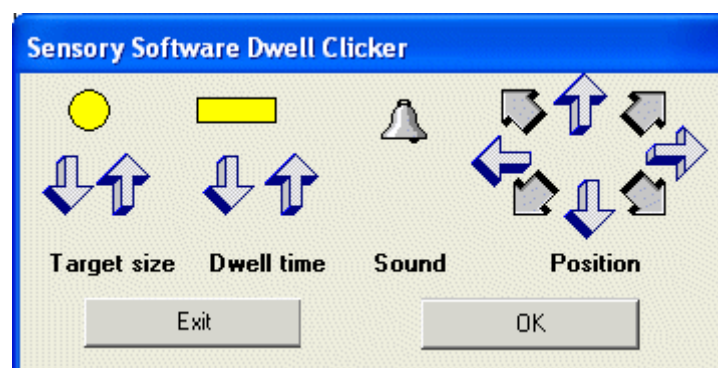 Sensory Software Dwell Clicker
Target size Dwell time Sound Position
Exit OK